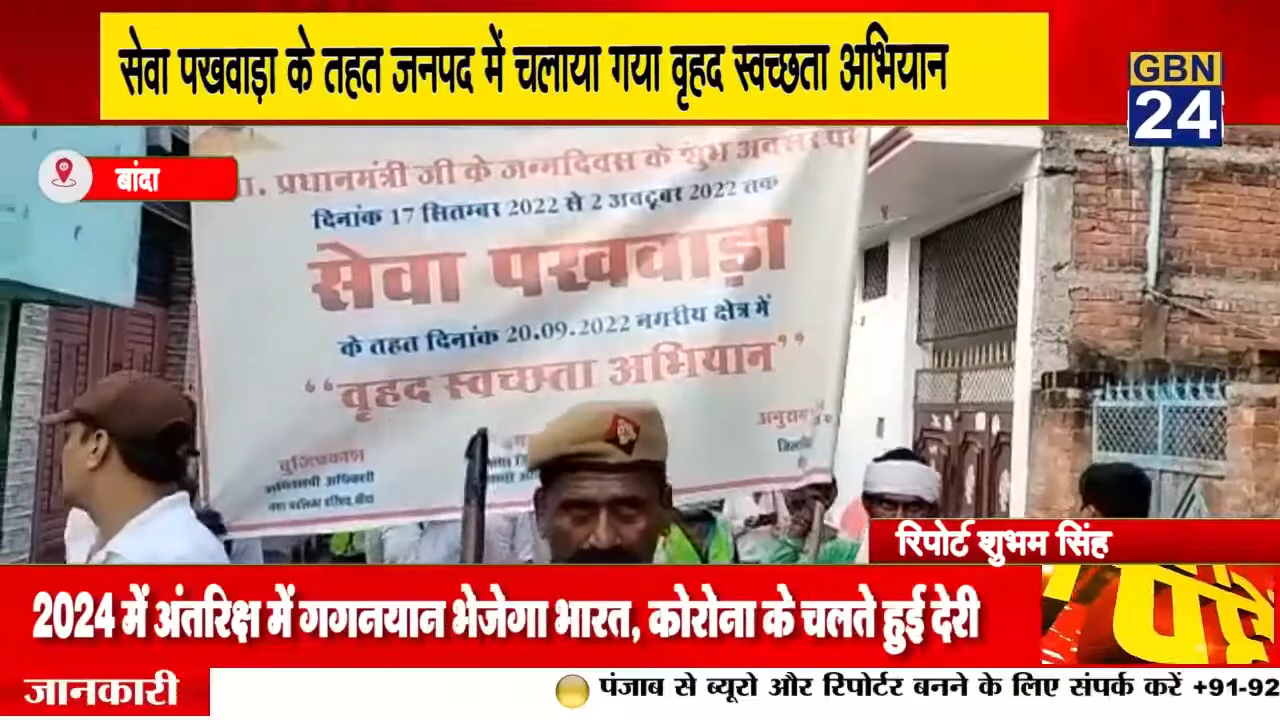 सेवा पखवाड़ा के तहत जनपद में चलाया गया वृहद स्वच्छता अभियान
GBN
24
बांदा
प्रधानमंत्री जी के जन्मदिवस के शुभ अवसर पर
दिनांक 17 सितम्बर 2022 से 2 अक्टूबर 2022 तक
सेवा पखवाड़ा
के तहत दिनांक 20.09.2022 नगरीय क्षेत्र में
“वृहद स्वच्छता अभियान”
रिपोर्ट शुभम सिंह
2024 में अंतरिक्ष में गगनयान भेजेगा भारत, कोरोना के चलते हुई देरी
जानकारी
पंजाब से ब्यूरो और रिपोर्टर बनने के लिए संपर्क करें +91-92